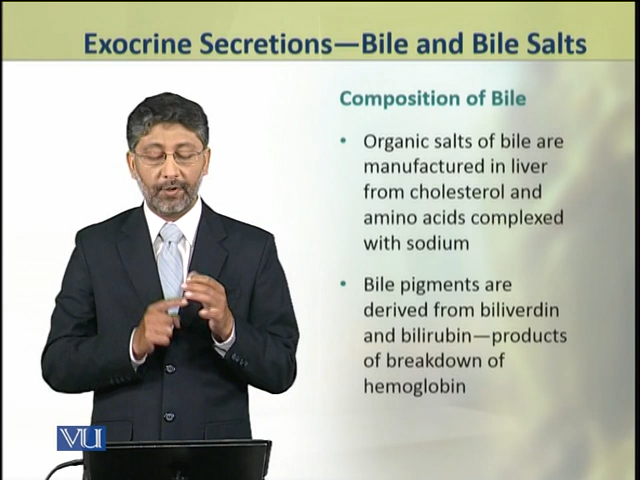 Exocrine Secretions—Bile and Bile Salts
Composition of Bile
• Organic salts of bile are
manufactured in liver
from cholesterol and
amino acids complexed
with sodium
• Bile pigments are
derived from biliverdin
and bilirubin—products
of breakdown of
hemoglobin
VU